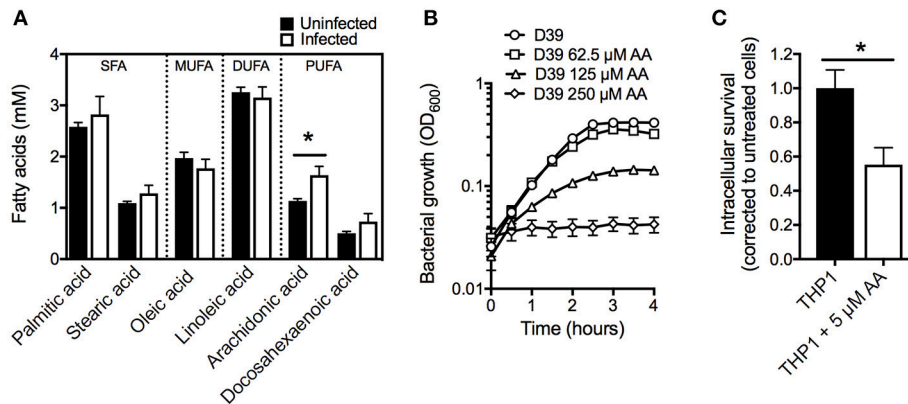 A
Uninfected
Infected
SFA
MUFA
DUFA
PUFA
*
Fatty acids (mM)
4
3
2
1
0
Palmitic acid
Stearic acid
Oleic acid
Linoleic acid
Arachidonic acid
Docosahexaenoic acid
B
D39
D39 62.5 µM AA
D39 125 µM AA
D39 250 µM AA
Bacterial growth (OD600)
1
0.1
0.01
0 1 2 3 4
Time (hours)
C
*
Intracellular survival
(corrected to untreated cells)
1.2
1.0
0.8
0.6
0.4
0.2
0.0
THP1
THP1 + 5 µM AA